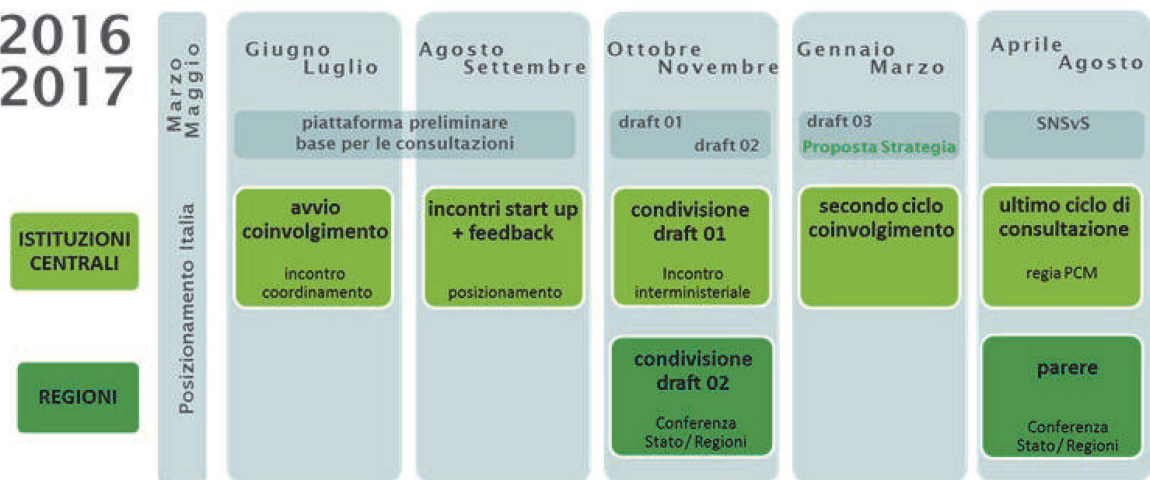 2016
2017
Marzo
Maggio
Giugno
Luglio
Agosto
Settembre
Ottobre
Novembre
Gennaio
Marzo
Aprile
Agosto
piattaforma preliminare
base per le consultazioni
draft 01
draft 02
draft 03
Proposta Strategia
SNSvS
Posizionamento Italia
ISTITUZIONI
CENTRALI
avvio
coinvolgimento
incontro
coordinamento
incontri start up
+ feedback
posizionamento
condivisione
draft 01
Incontro
interministeriale
secondo ciclo
coinvolgimento
ultimo ciclo di
consultazione
regia PCM
REGIONI
condivisione
draft 02
Conferenza
Stato/Regioni
parere
Conferenza
Stato/Regioni